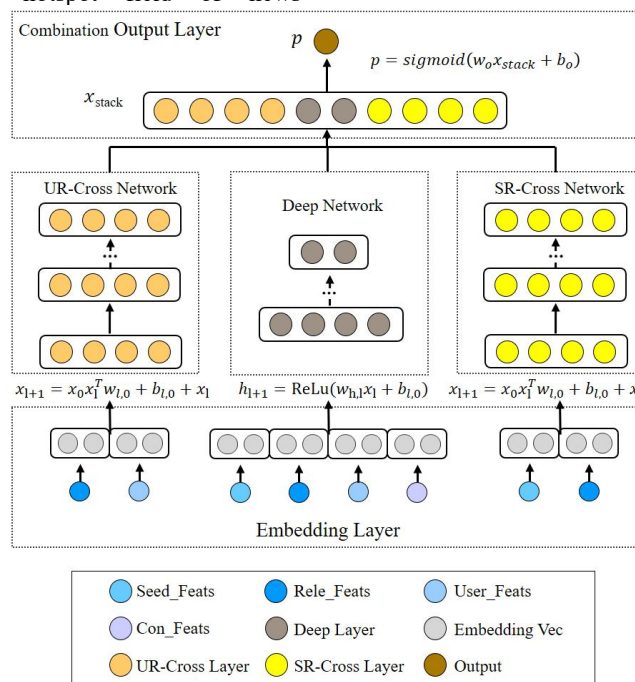 Combination Output Layer
p
p = sigmoid(w_o x_stack + b_o)
x_stack
UR-Cross Network
Deep Network
SR-Cross Network
...
...
...
x_{l+1} = x_0 x_l^T w_{l,0} + b_{l,0} + x_l
h_{l+1} = ReLu(w_{h,l} x_l + b_{l,0})
x_{l+1} = x_0 x_l^T w_{l,0} + b_{l,0} + x
Embedding Layer
Seed_Feats
Rele_Feats
User_Feats
Con_Feats
Deep Layer
Embedding Vec
UR-Cross Layer
SR-Cross Layer
Output